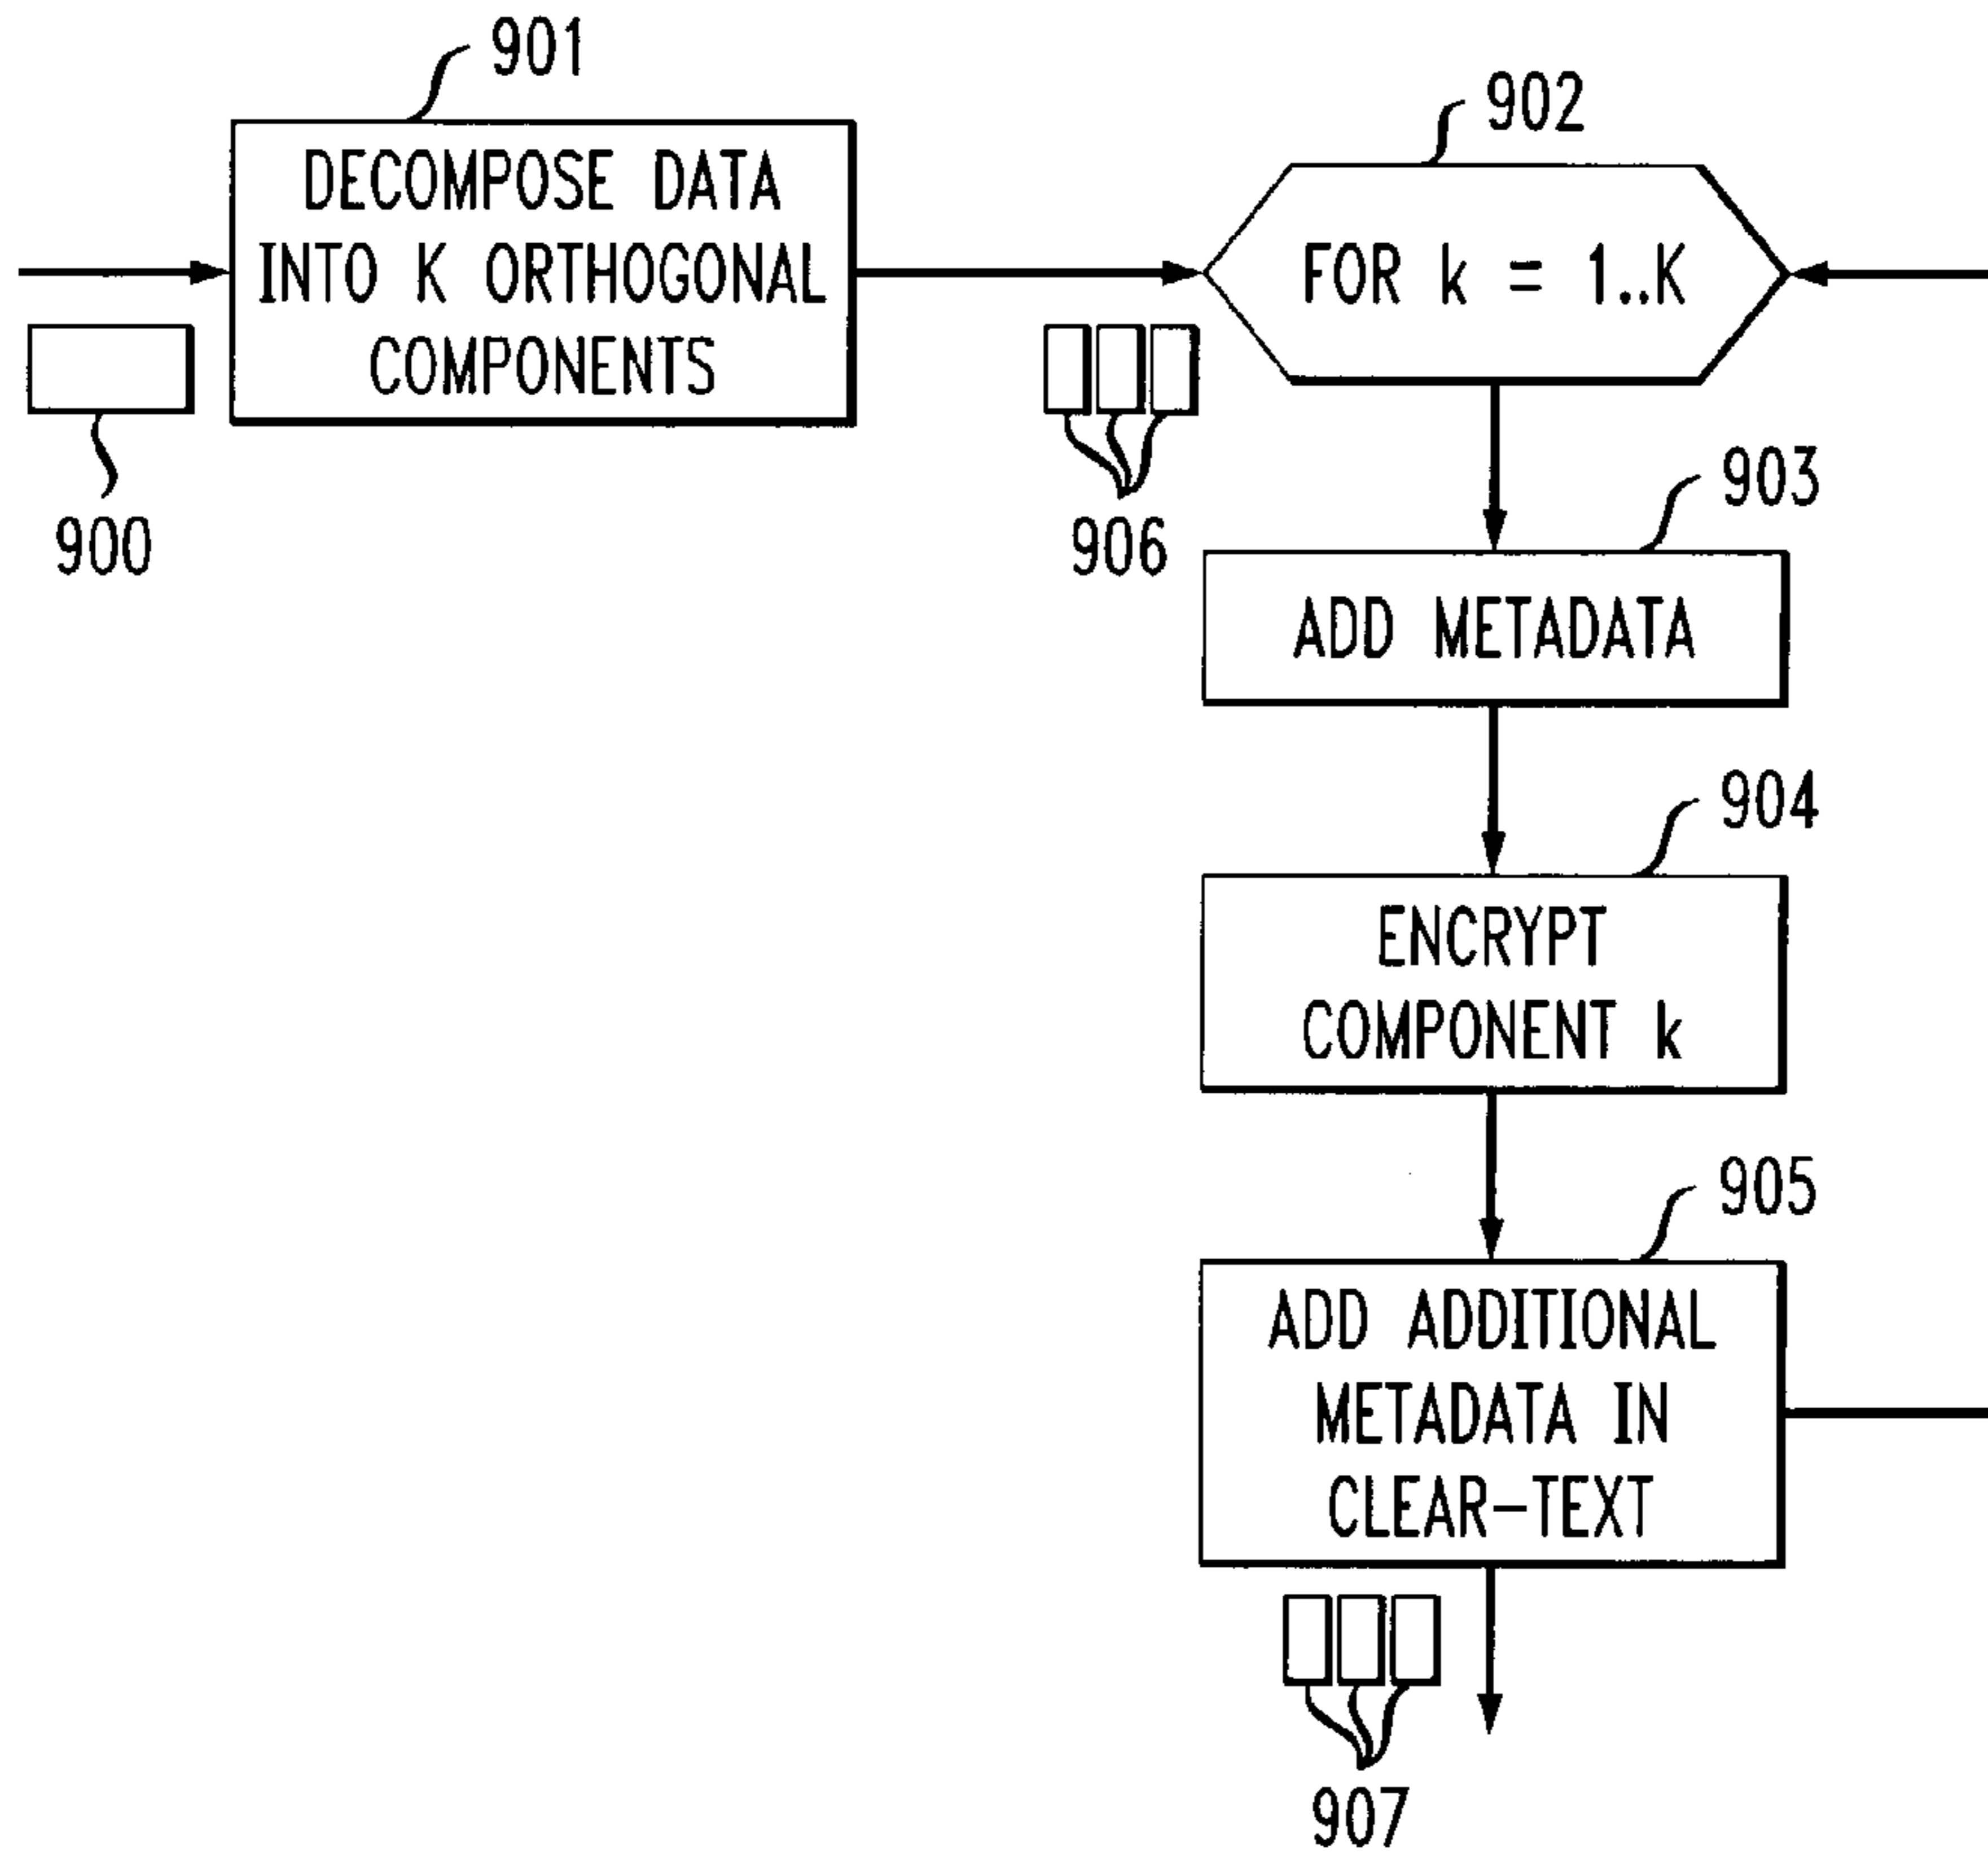 901
DECOMPOSE DATA
INTO K ORTHOGONAL
COMPONENTS
900
902
FOR k = 1..K
906
903
ADD METADATA
904
ENCRYPT
COMPONENT k
905
ADD ADDITIONAL
METADATA IN
CLEAR-TEXT
907